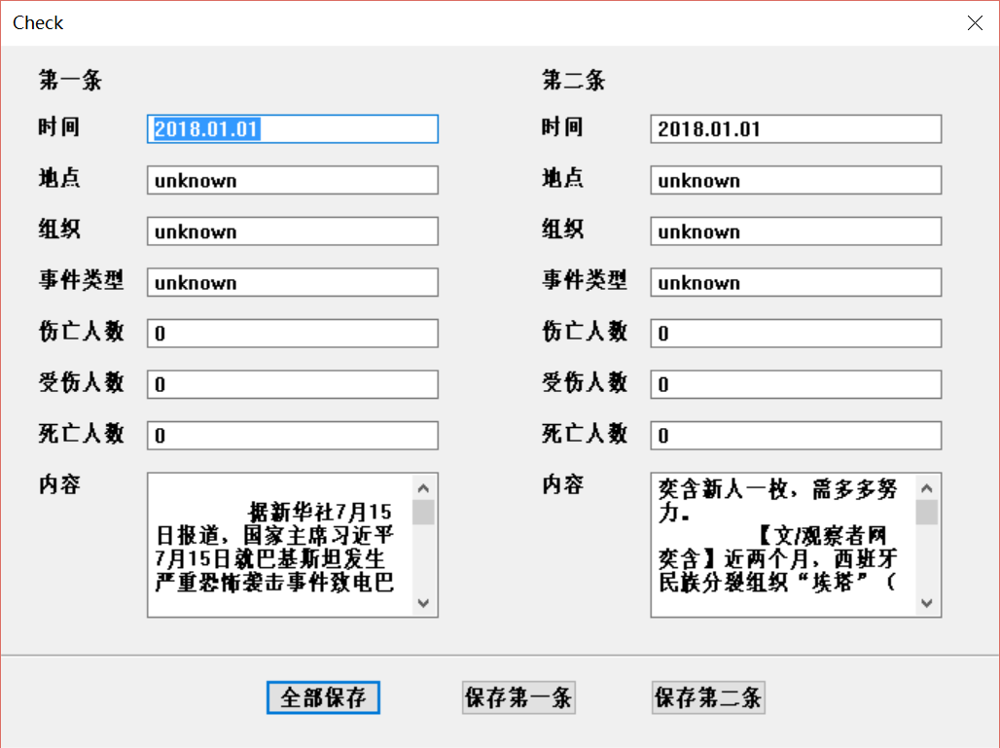 Check
第一条
第二条
时间 2018.01.01
时间 2018.01.01
地点 unknown
地点 unknown
组织 unknown
组织 unknown
事件类型 unknown
事件类型 unknown
伤亡人数 0
伤亡人数 0
受伤人数 0
受伤人数 0
死亡人数 0
死亡人数 0
内容
据新华社7月15
日报道，国家主席习近平
7月15日就巴基斯坦发生
严重恐怖袭击事件致电巴
内容
奕含新人一枚，需多多努
力。
【文/观察者网
奕含】近两个月，西班牙
民族分裂组织“埃塔”（
全部保存
保存第一条
保存第二条